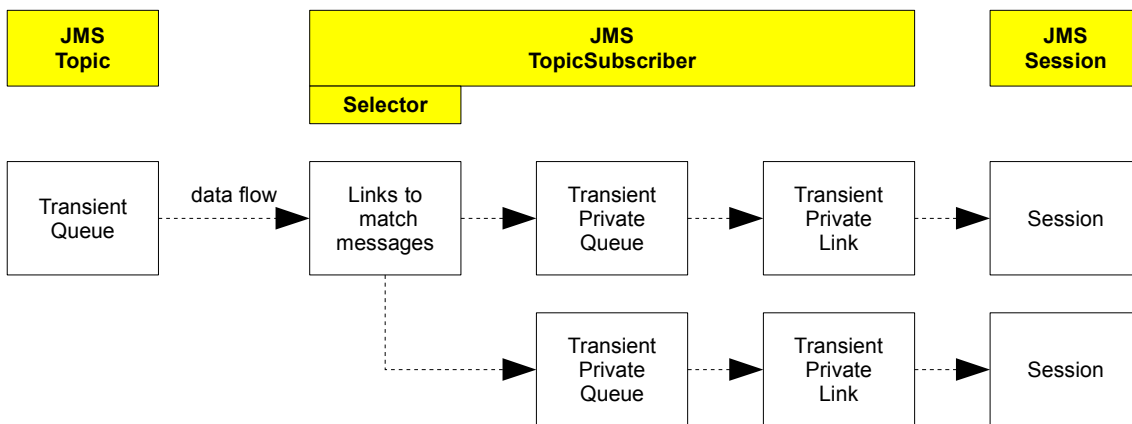 JMS
Topic
JMS
TopicSubscriber
JMS
Session
Selector
Transient
Queue
data flow
Links to
match
messages
Transient
Private
Queue
Transient
Private
Link
Session
Transient
Private
Queue
Transient
Private
Link
Session